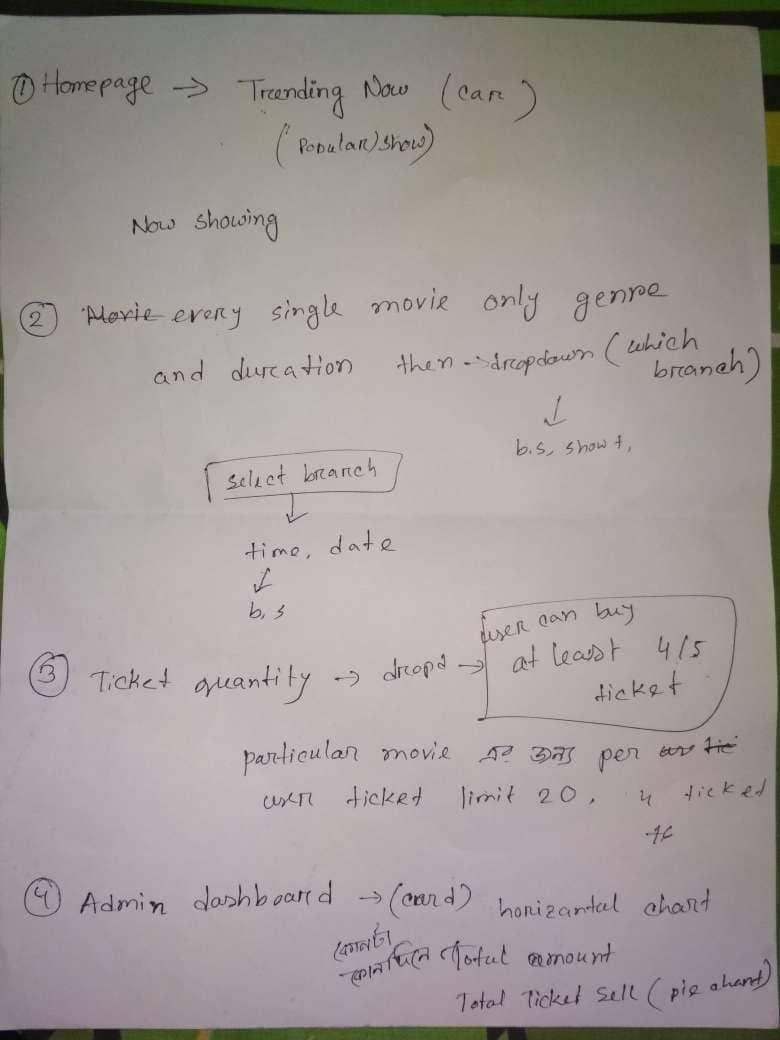 ① Homepage → Trending Now (Car)
(Popular) show)
Now showing
② Movie every single movie only genre
and duration then → dropdown (which branch)
↓
b.s, show t,
Select branch
↓
time, date
↓
b, s
③ Ticket quantity → dropd → user can buy
at least 4/5
ticket
particular movie এর জন্য per
user ticket limit 20, 4 ticket
④ Admin dashboard → (card) horizantal chart
কোনটা
কোনদিনে Total amount
Total Ticket Sell (pie chart)